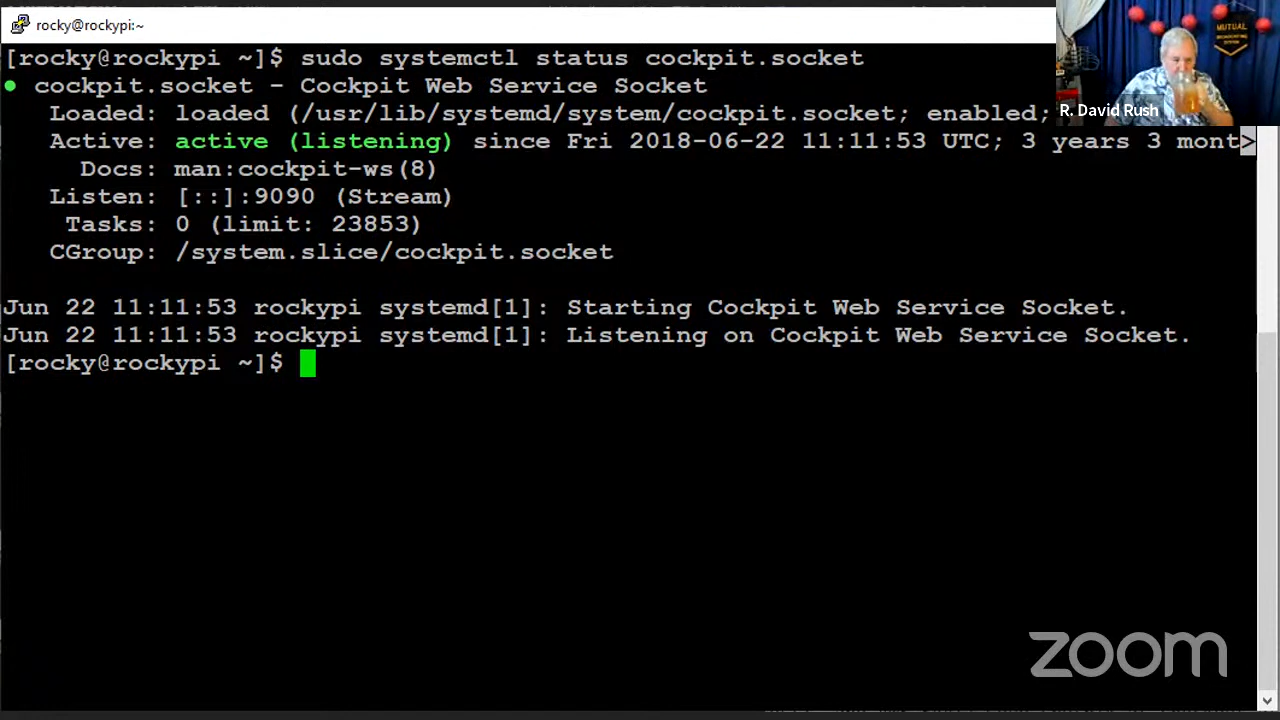 rocky@rockypi:~
[rocky@rockypi ~]$ sudo systemctl status cockpit.socket
● cockpit.socket - Cockpit Web Service Socket
Loaded: loaded (/usr/lib/systemd/system/cockpit.socket; enabled;
Active: active (listening) since Fri 2018-06-22 11:11:53 UTC; 3 years 3 mont>
Docs: man:cockpit-ws(8)
Listen: [::]:9090 (Stream)
Tasks: 0 (limit: 23853)
CGroup: /system.slice/cockpit.socket
Jun 22 11:11:53 rockypi systemd[1]: Starting Cockpit Web Service Socket.
Jun 22 11:11:53 rockypi systemd[1]: Listening on Cockpit Web Service Socket.
[rocky@rockypi ~]$
MUTUAL
BROADCASTING
SYSTEM
R. David Rush
zoom